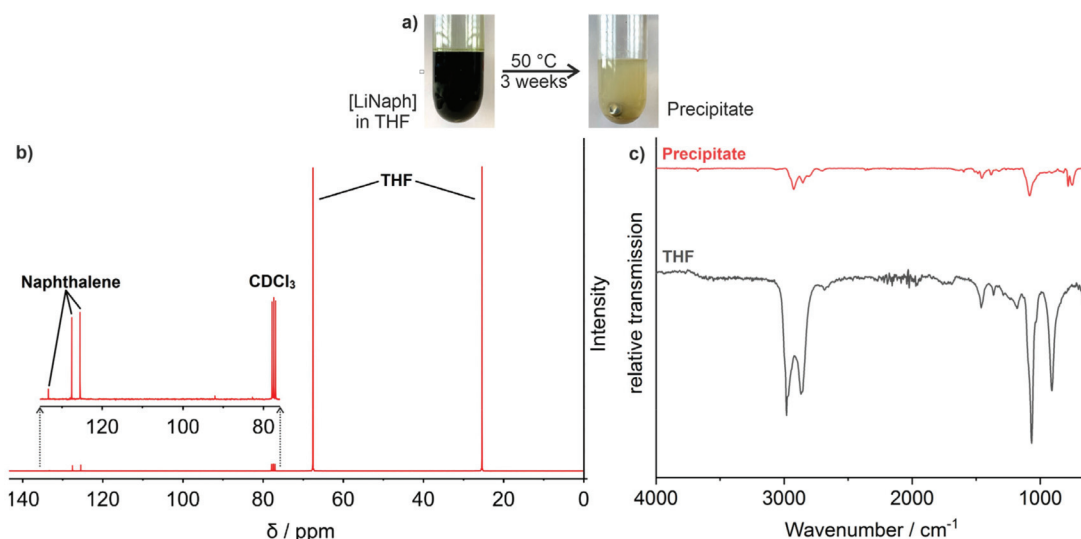 a)
[LiNaph]
in THF
50 °C
3 weeks
Precipitate
b)
THF
Naphthalene
CDCl₃
120 100 80
140 120 100 80 60 40 20 0
δ / ppm
Intensity
c)
Precipitate
THF
relative transmission
4000 3000 2000 1000
Wavenumber / cm⁻¹